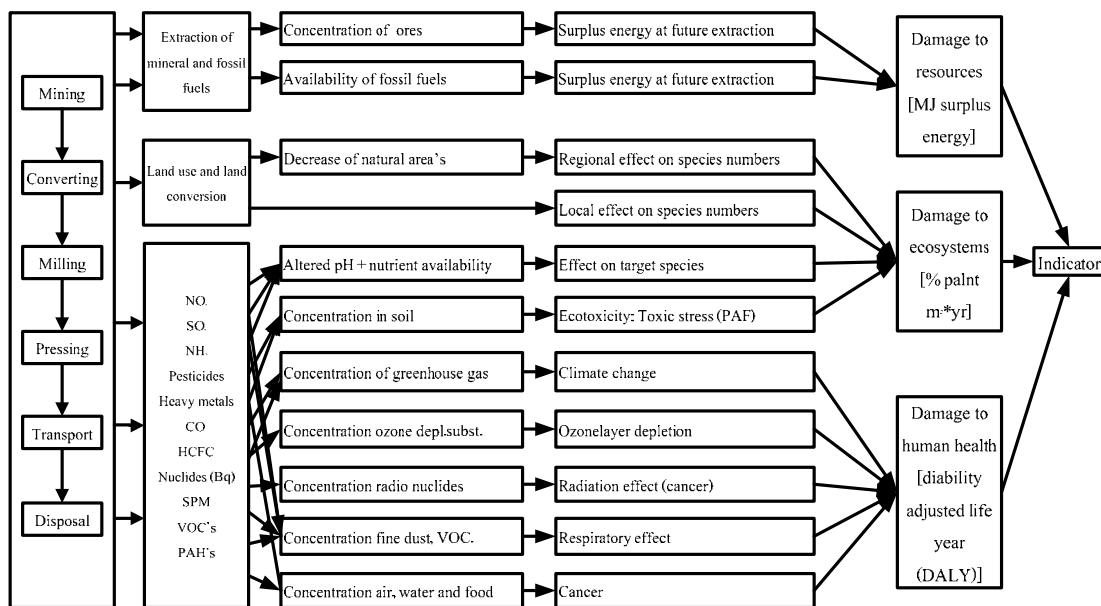 Mining
Converting
Milling
Pressing
Transport
Disposal
Extraction of
mineral and fossil
fuels
Land use and land
conversion
NO.
SO.
NH.
Pesticides
Heavy metals
CO
HCFC
Nuclides (Bq)
SPM
VOC's
PAH's
Concentration of ores
Availability of fossil fuels
Decrease of natural area's
Altered pH + nutrient availability
Concentration in soil
Concentration of greenhouse gas
Concentration ozone depl.subst.
Concentration radio nuclides
Concentration fine dust, VOC.
Concentration air, water and food
Surplus energy at future extraction
Surplus energy at future extraction
Regional effect on species numbers
Local effect on species numbers
Effect on target species
Ecotoxicity: Toxic stress (PAF)
Climate change
Ozonelayer depletion
Radiation effect (cancer)
Respiratory effect
Cancer
Damage to
resources
[MJ surplus
energy]
Damage to
ecosystems
[% palnt
m.*yr]
Damage to
human health
[diability
adjusted life
year
(DALY)]
Indicator